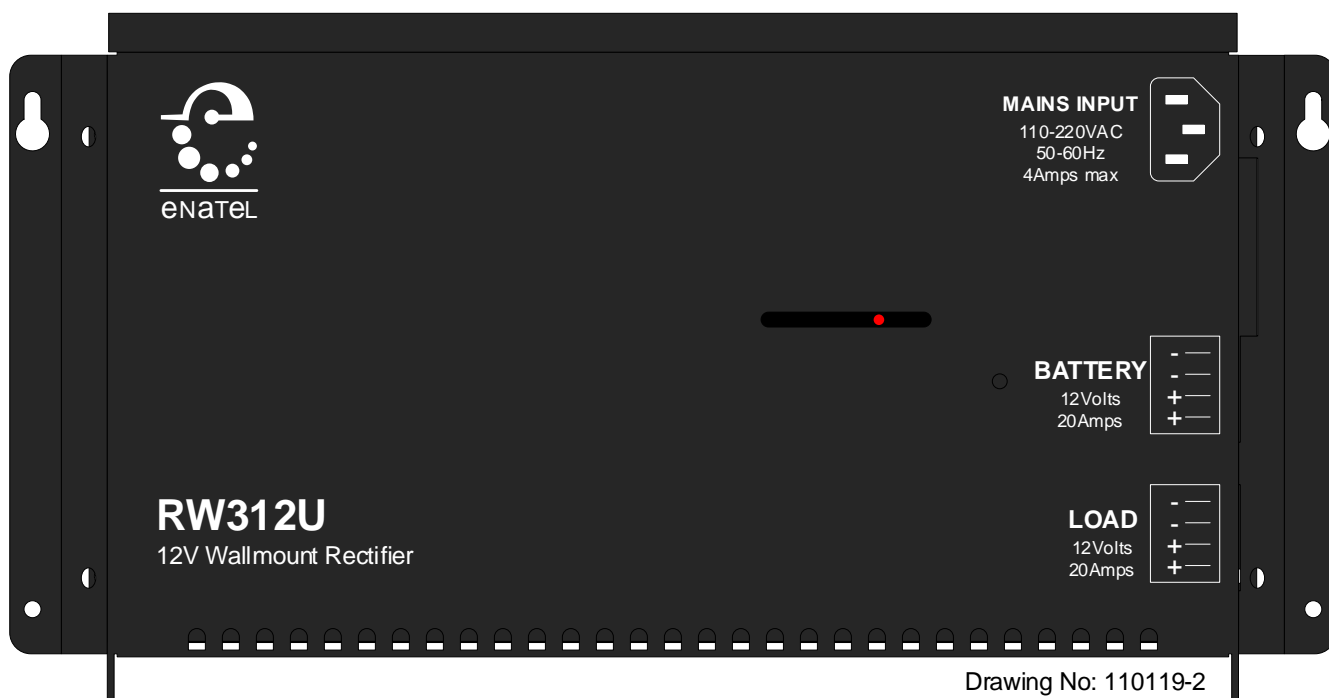 eNaTeL
MAINS INPUT
110-220VAC
50-60Hz
4Amps max
BATTERY
12Volts
20Amps
-
-
+
+
RW312U
12V Wallmount Rectifier
LOAD
12Volts
20Amps
-
-
+
+
Drawing No: 110119-2